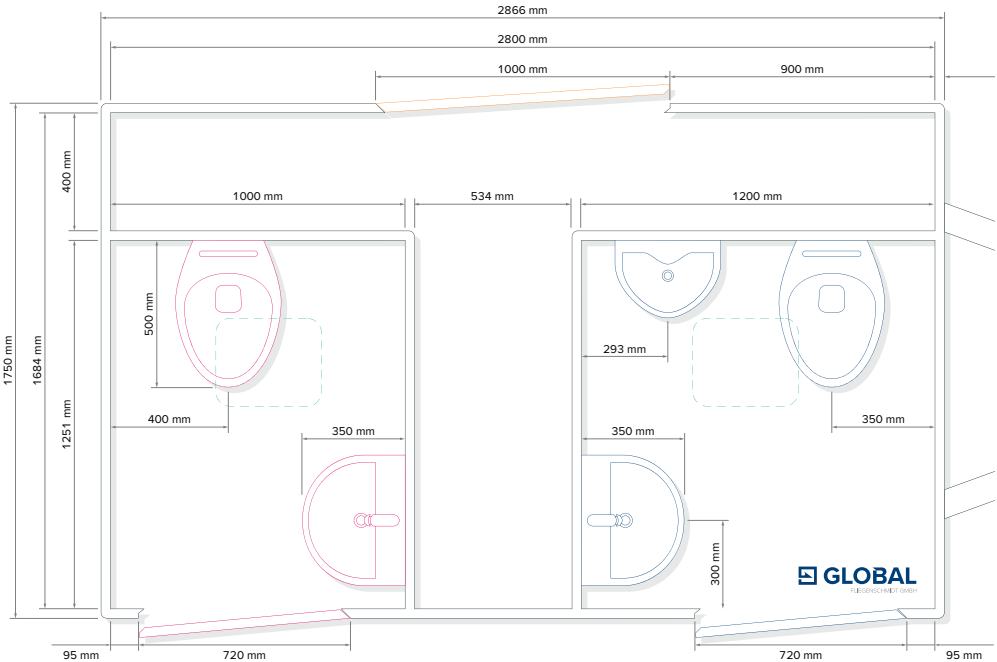 2866 mm
2800 mm
1000 mm
900 mm
1750 mm
1684 mm
400 mm
1000 mm
534 mm
1200 mm
500 mm
293 mm
1251 mm
400 mm
350 mm
350 mm
350 mm
300 mm
GLOBAL
FLIEGENSCHMIDT GMBH
95 mm
720 mm
720 mm
95 mm